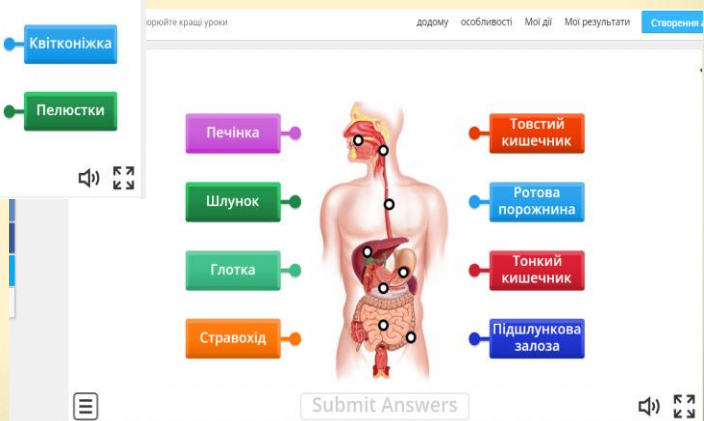 Квітконіжка
Пелюстки
орюйте кращі уроки
додому особливості Мої дії Мої результати Створення
Печінка
Шлунок
Глотка
Стравохід
Товстий
кишечник
Ротова
порожнина
Тонкий
кишечник
Підшлункова
залоза
Submit Answers